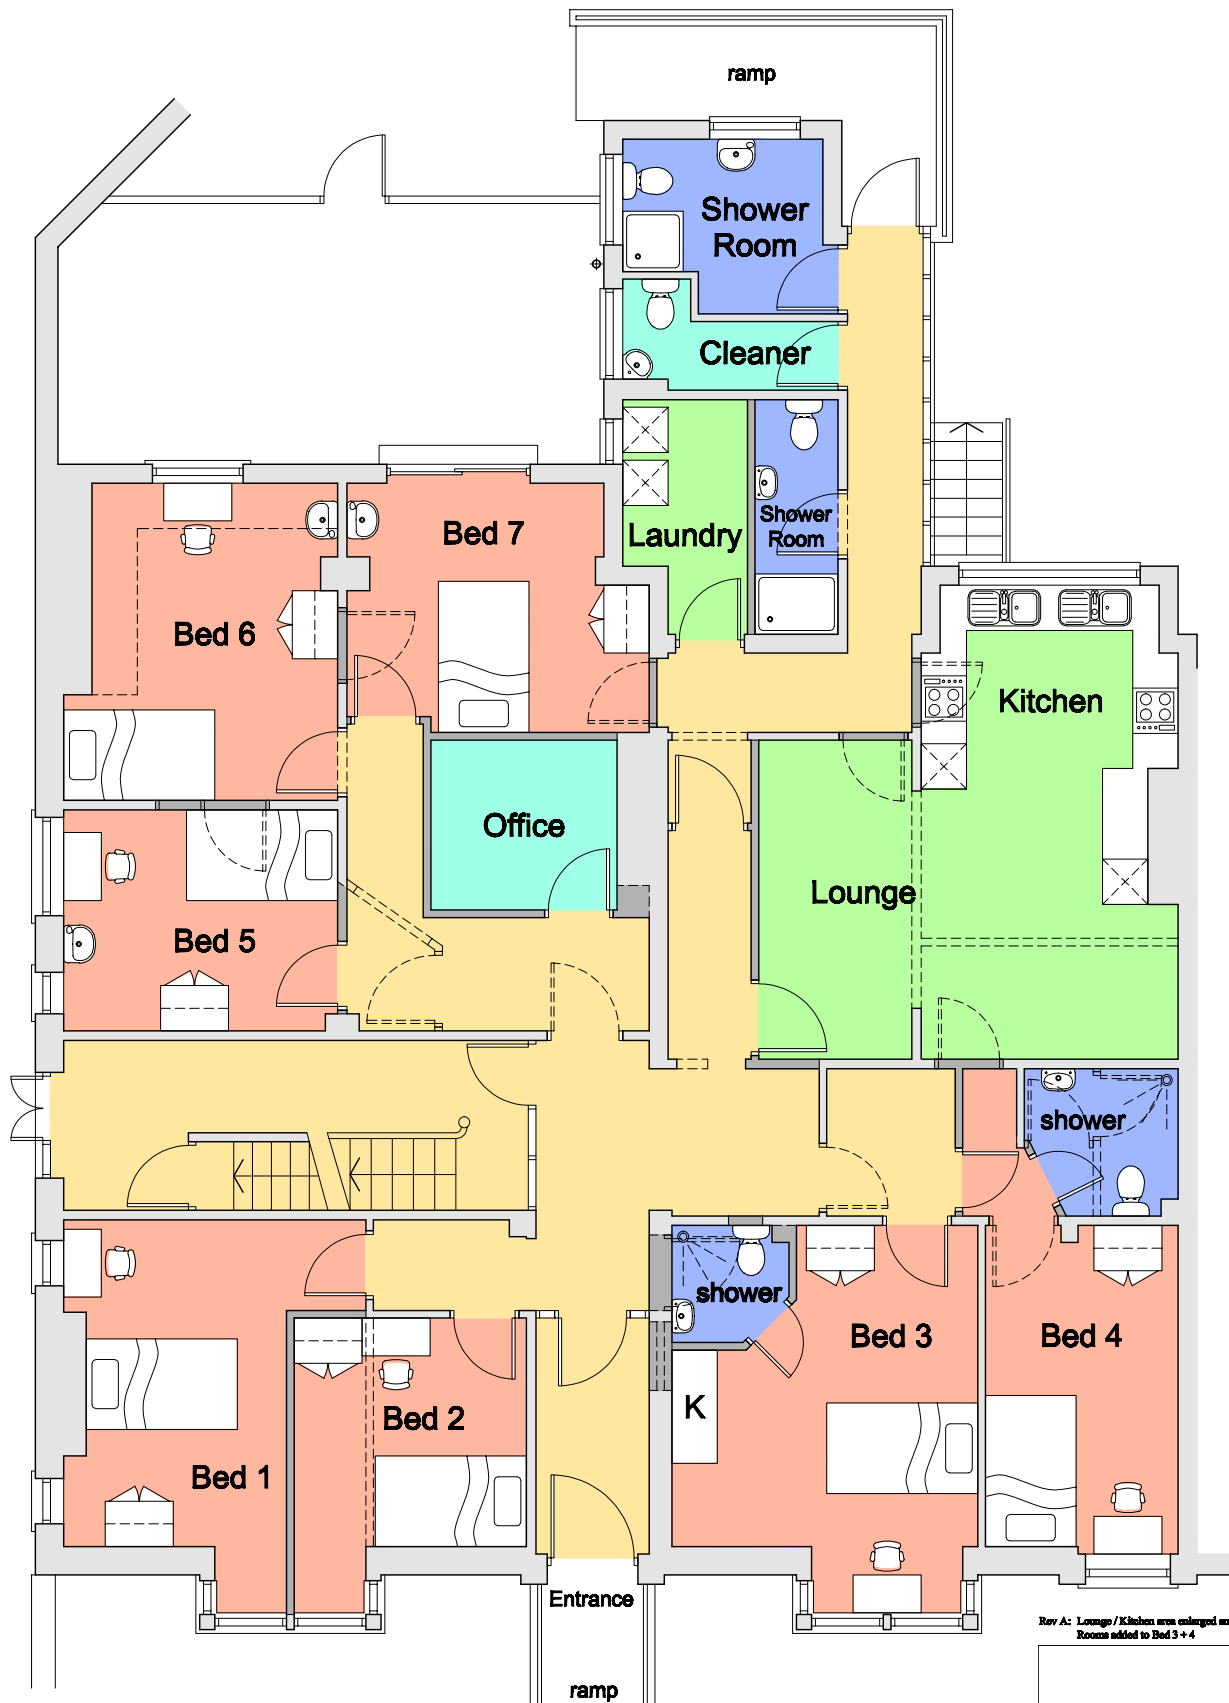 ramp
Shower
Room
Cleaner
Laundry
Shower
Room
Bed 7
Bed 6
Kitchen
Office
Lounge
Bed 5
shower
shower
Bed 3
Bed 4
K
Bed 2
Bed 1
Entrance
Rev A: Lounge / Kitchen area enlarged
Rooms added to Bed 3 + 4
ramp